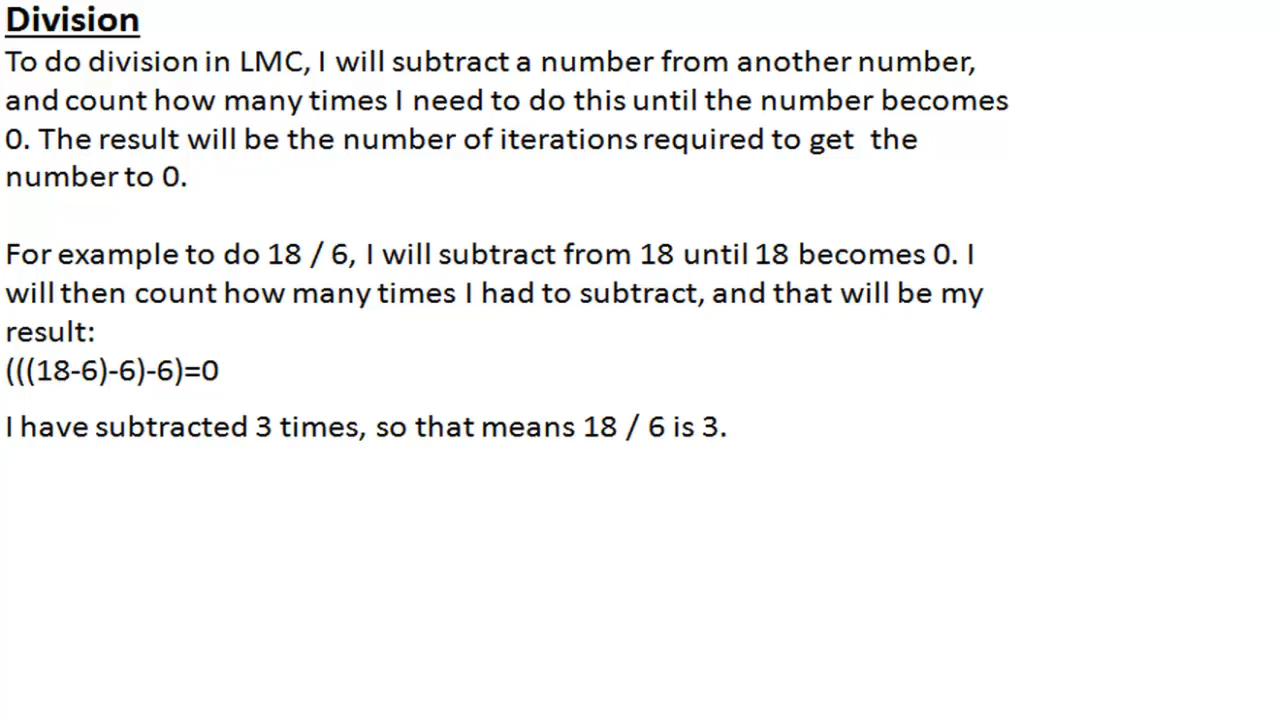 Division
To do division in LMC, I will subtract a number from another number,
and count how many times I need to do this until the number becomes
0. The result will be the number of iterations required to get  the
number to 0.
For example to do 18 / 6, I will subtract from 18 until 18 becomes 0. I
will then count how many times I had to subtract, and that will be my
result:
(((18-6)-6)-6)=0
I have subtracted 3 times, so that means 18 / 6 is 3.